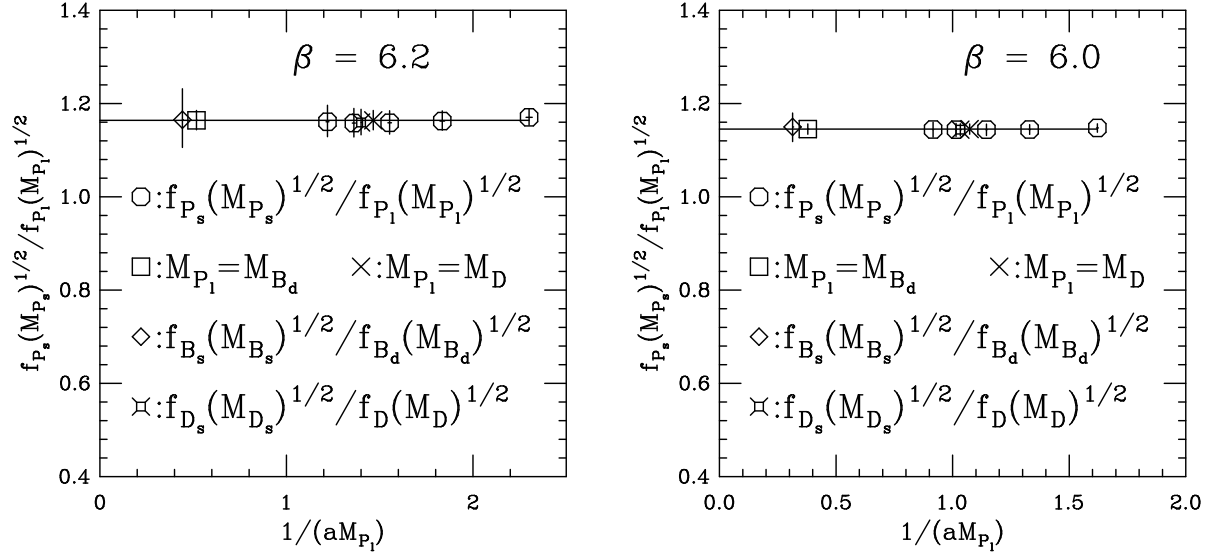 1.4
1.2
1.0
0.8
0.6
0.4
f_{P_s}(M_{P_s})^{1/2}/f_{P_l}(M_{P_l})^{1/2}
β = 6.2
:f_{P_s}(M_{P_s})^{1/2}/f_{P_l}(M_{P_l})^{1/2}
:M_{P_l}=M_{B_d} :M_{P_l}=M_D
:f_{B_s}(M_{B_s})^{1/2}/f_{B_d}(M_{B_d})^{1/2}
:f_{D_s}(M_{D_s})^{1/2}/f_D(M_D)^{1/2}
0 1 2
1/(aM_{P_l})
1.4
1.2
1.0
0.8
0.6
0.4
f_{P_s}(M_{P_s})^{1/2}/f_{P_l}(M_{P_l})^{1/2}
β = 6.0
:f_{P_s}(M_{P_s})^{1/2}/f_{P_l}(M_{P_l})^{1/2}
:M_{P_l}=M_{B_d} :M_{P_l}=M_D
:f_{B_s}(M_{B_s})^{1/2}/f_{B_d}(M_{B_d})^{1/2}
:f_{D_s}(M_{D_s})^{1/2}/f_D(M_D)^{1/2}
0.0 0.5 1.0 1.5 2.0
1/(aM_{P_l})